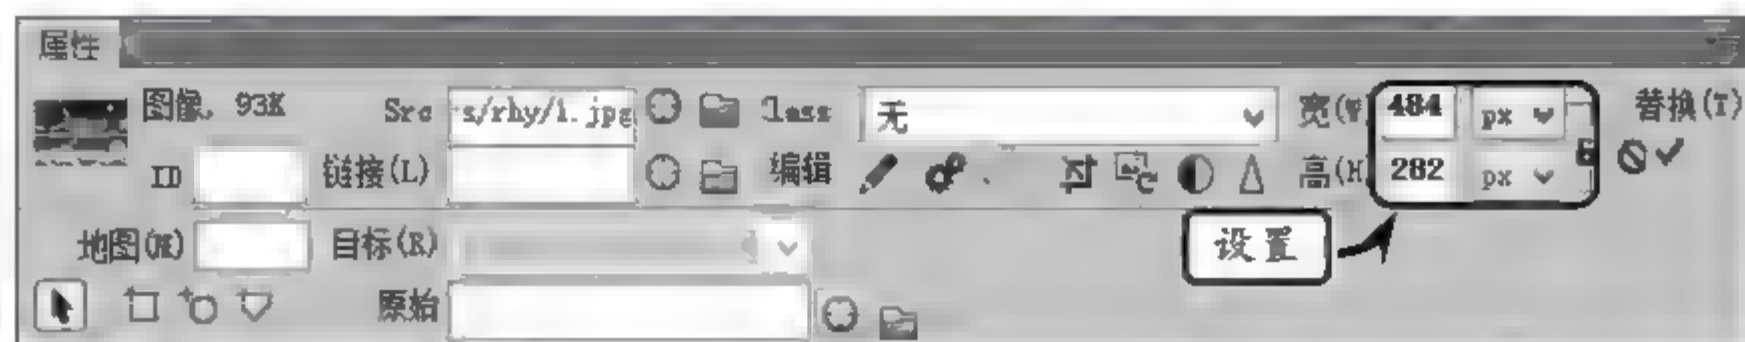 属性
图像, 93K Src s/rhy/1.jpg Class 无 宽(W 484 px 替换(T)
ID 链接(L) 编辑 高(H 282 px
地图(M) 目标(R) 设置
原始